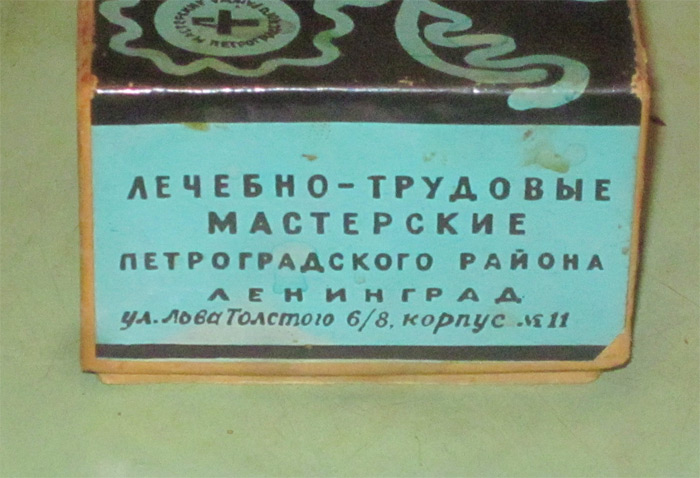 ЛЕЧЕБНО-ТРУДОВЫЕ
МАСТЕРСКИЕ
ПЕТРОГРАДСКОГО РАЙОНА
ЛЕНИНГРАД
ул. Льва Толстого 6/8, корпус №11